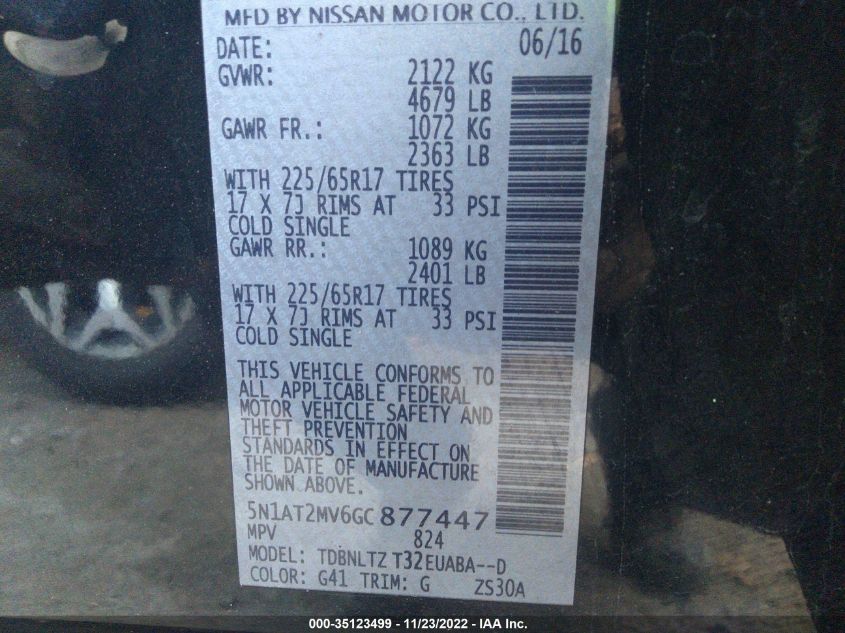 MFD BY NISSAN MOTOR CO., LTD.
DATE: 06/16
GVWR: 2122 KG
4679 LB
GAWR FR.: 1072 KG
2363 LB
WITH 225/65R17 TIRES
17 X 7J RIMS AT 33 PSI
COLD SINGLE
GAWR RR.: 1089 KG
2401 LB
WITH 225/65R17 TIRES
17 X 7J RIMS AT 33 PSI
COLD SINGLE
THIS VEHICLE CONFORMS TO
ALL APPLICABLE FEDERAL
MOTOR VEHICLE SAFETY AND
THEFT PREVENTION
STANDARDS IN EFFECT ON
THE DATE OF MANUFACTURE
SHOWN ABOVE.
5N1AT2MV6GC877447
MPV 824
MODEL: TDBNLTZ T32EUABA--D
COLOR: G41 TRIM: G ZS30A
000-35123499 - 11/23/2022 - IAA Inc.